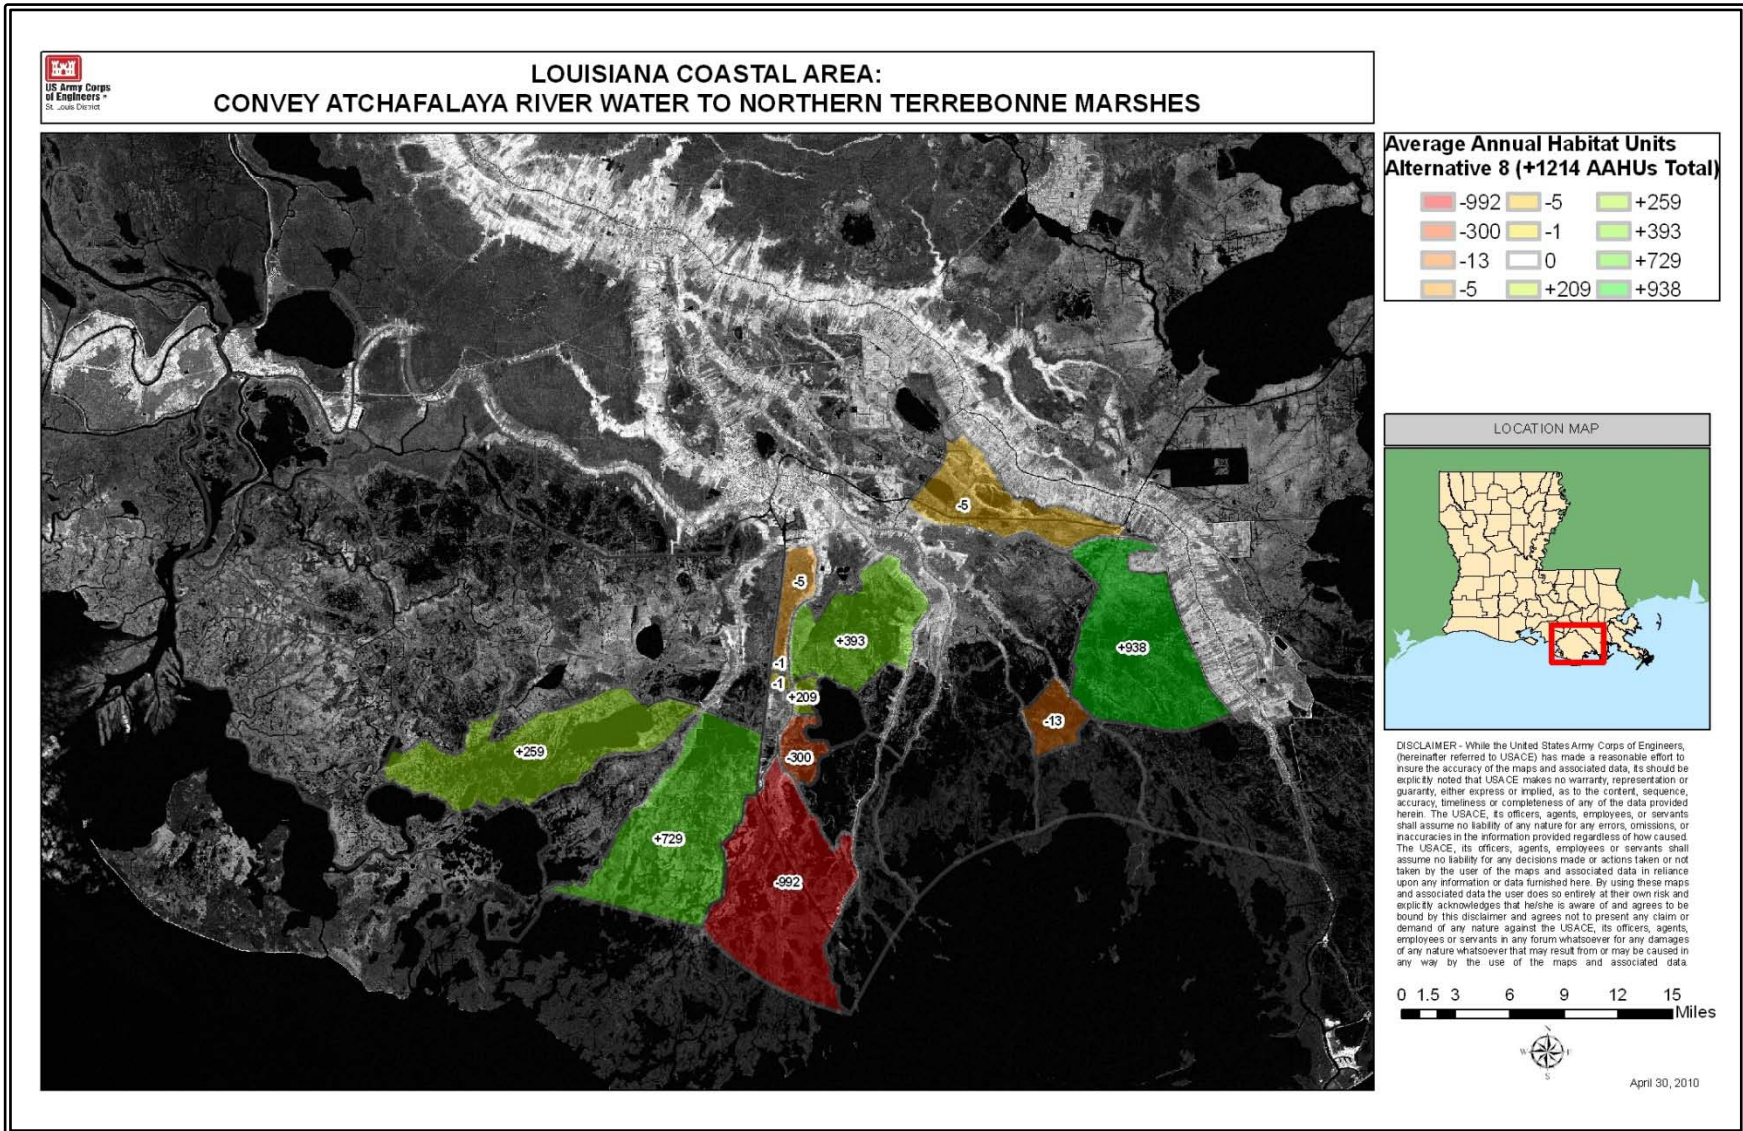 US Army Corps
of Engineers ®
St. Louis District
LOUISIANA COASTAL AREA:
CONVEY ATCHAFALAYA RIVER WATER TO NORTHERN TERREBONNE MARSHES
Average Annual Habitat Units
Alternative 8 (+1214 AAHUs Total)
-992 -5 +259
-300 -1 +393
-13 0 +729
-5 +209 +938
-5
-5
+393
+938
-1
-1
+209
-13
+259
-300
+729
-992
LOCATION MAP
DISCLAIMER - While the United States Army Corps of Engineers,
(hereinafter referred to USACE) has made a reasonable effort to
insure the accuracy of the maps and associated data, its should be
explicitly noted that USACE makes no warranty, representation or
guaranty, either express or implied, as to the content, sequence,
accuracy, timeliness or completeness of any of the data provided
herein. The USACE, its officers, agents, employees, or servants
shall assume no liability of any nature for any errors, omissions, or
inaccuracies in the information provided regardless of how caused.
The USACE, its officers, agents, employees or servants shall
assume no liability for any decisions made or actions taken or not
taken by the user of the maps and associated data in reliance
upon any information or data furnished here. By using these maps
and associated data the user does so entirely at their own risk and
explicitly acknowledges that he/she is aware of and agrees to be
bound by this disclaimer and agrees not to present any claim or
demand of any nature against the USACE, its officers, agents,
employees or servants in any forum whatsoever for any damages
of any nature whatsoever that may result from or may be caused in
any way by the use of the maps and associated data.
0 1.5 3 6 9 12 15
Miles
N
W E
S
April 30, 2010